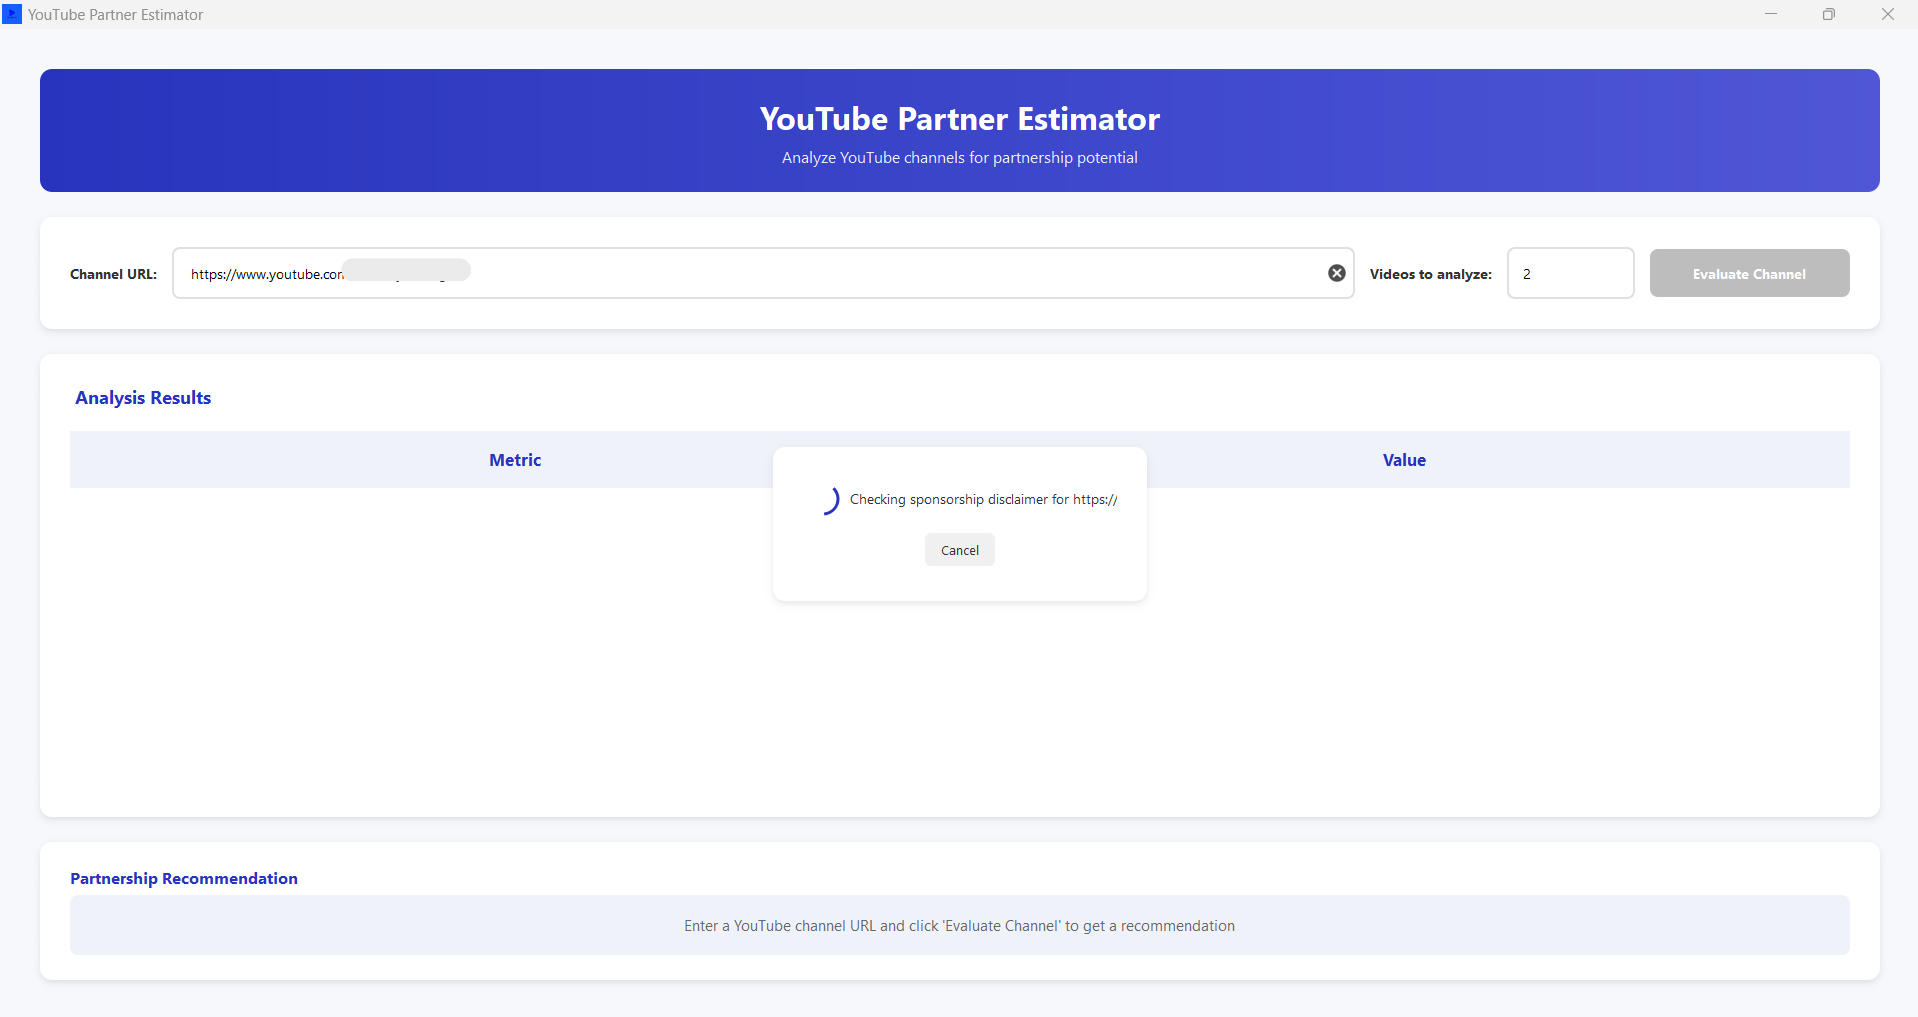 YouTube Partner Estimator
YouTube Partner Estimator
Analyze YouTube channels for partnership potential
Channel URL: https://www.youtube.com Videos to analyze: 2 Evaluate Channel
Analysis Results
Metric Value
Checking sponsorship disclaimer for https://
Cancel
Partnership Recommendation
Enter a YouTube channel URL and click 'Evaluate Channel' to get a recommendation